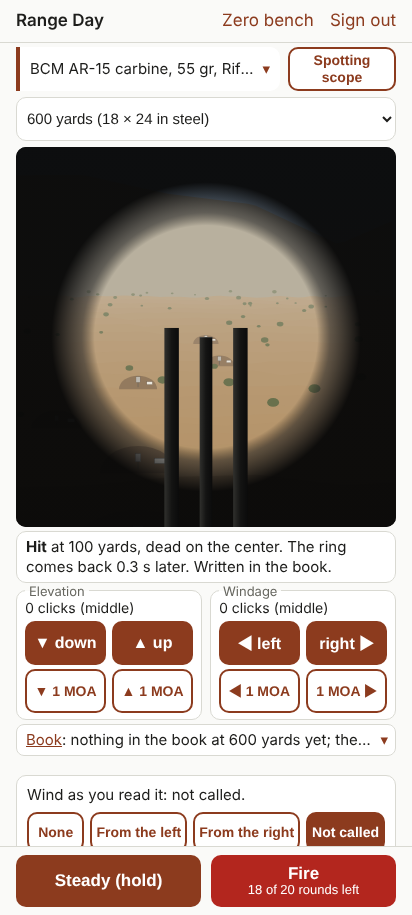 Range Day Zero bench Sign out
BCM AR-15 carbine, 55 gr, Rif... ▼
Spotting
scope
600 yards (18 × 24 in steel)
Hit at 100 yards, dead on the center. The ring
comes back 0.3 s later. Written in the book.
Elevation
0 clicks (middle)
▼ down ▲ up
▼ 1 MOA ▲ 1 MOA
Windage
0 clicks (middle)
◀ left right ▶
◀ 1 MOA 1 MOA ▶
Book: nothing in the book at 600 yards yet; the... ▼
Wind as you read it: not called.
None From the left From the right Not called
Steady (hold)
Fire
18 of 20 rounds left